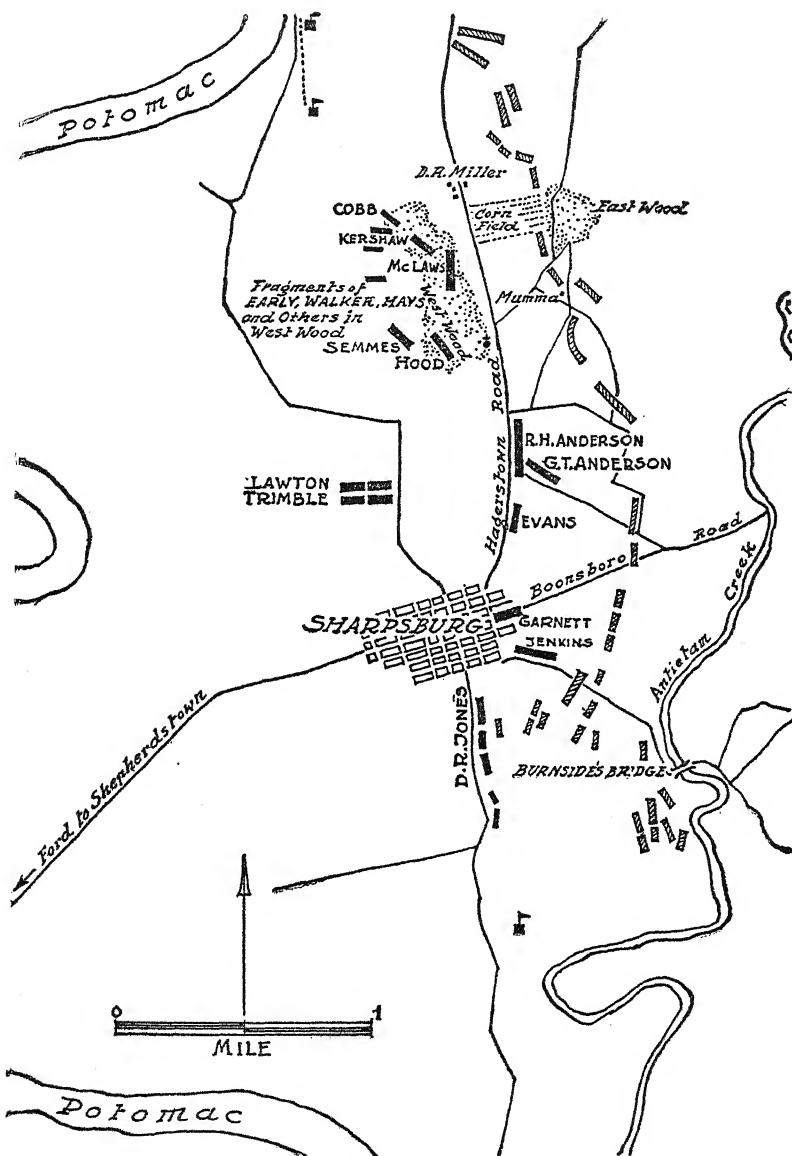 Potomac
D.R. Miller
COBB
KERSHAW
McLAWS
Corn
Field
East Wood
Fragments of
EARLY, WALKER, HAYS
and Others in
West Wood
West Wood
Mumma
SEMMES
HOOD
Hagerstown Road
R.H. ANDERSON
G.T. ANDERSON
LAWTON
TRIMBLE
EVANS
Boonsboro Road
Antietam Creek
SHARPSBURG
GARNETT
JENKINS
D.R. JONES
BURNSIDE'S BRIDGE
Ford to Shepherdstown
0 1
MILE
Potomac